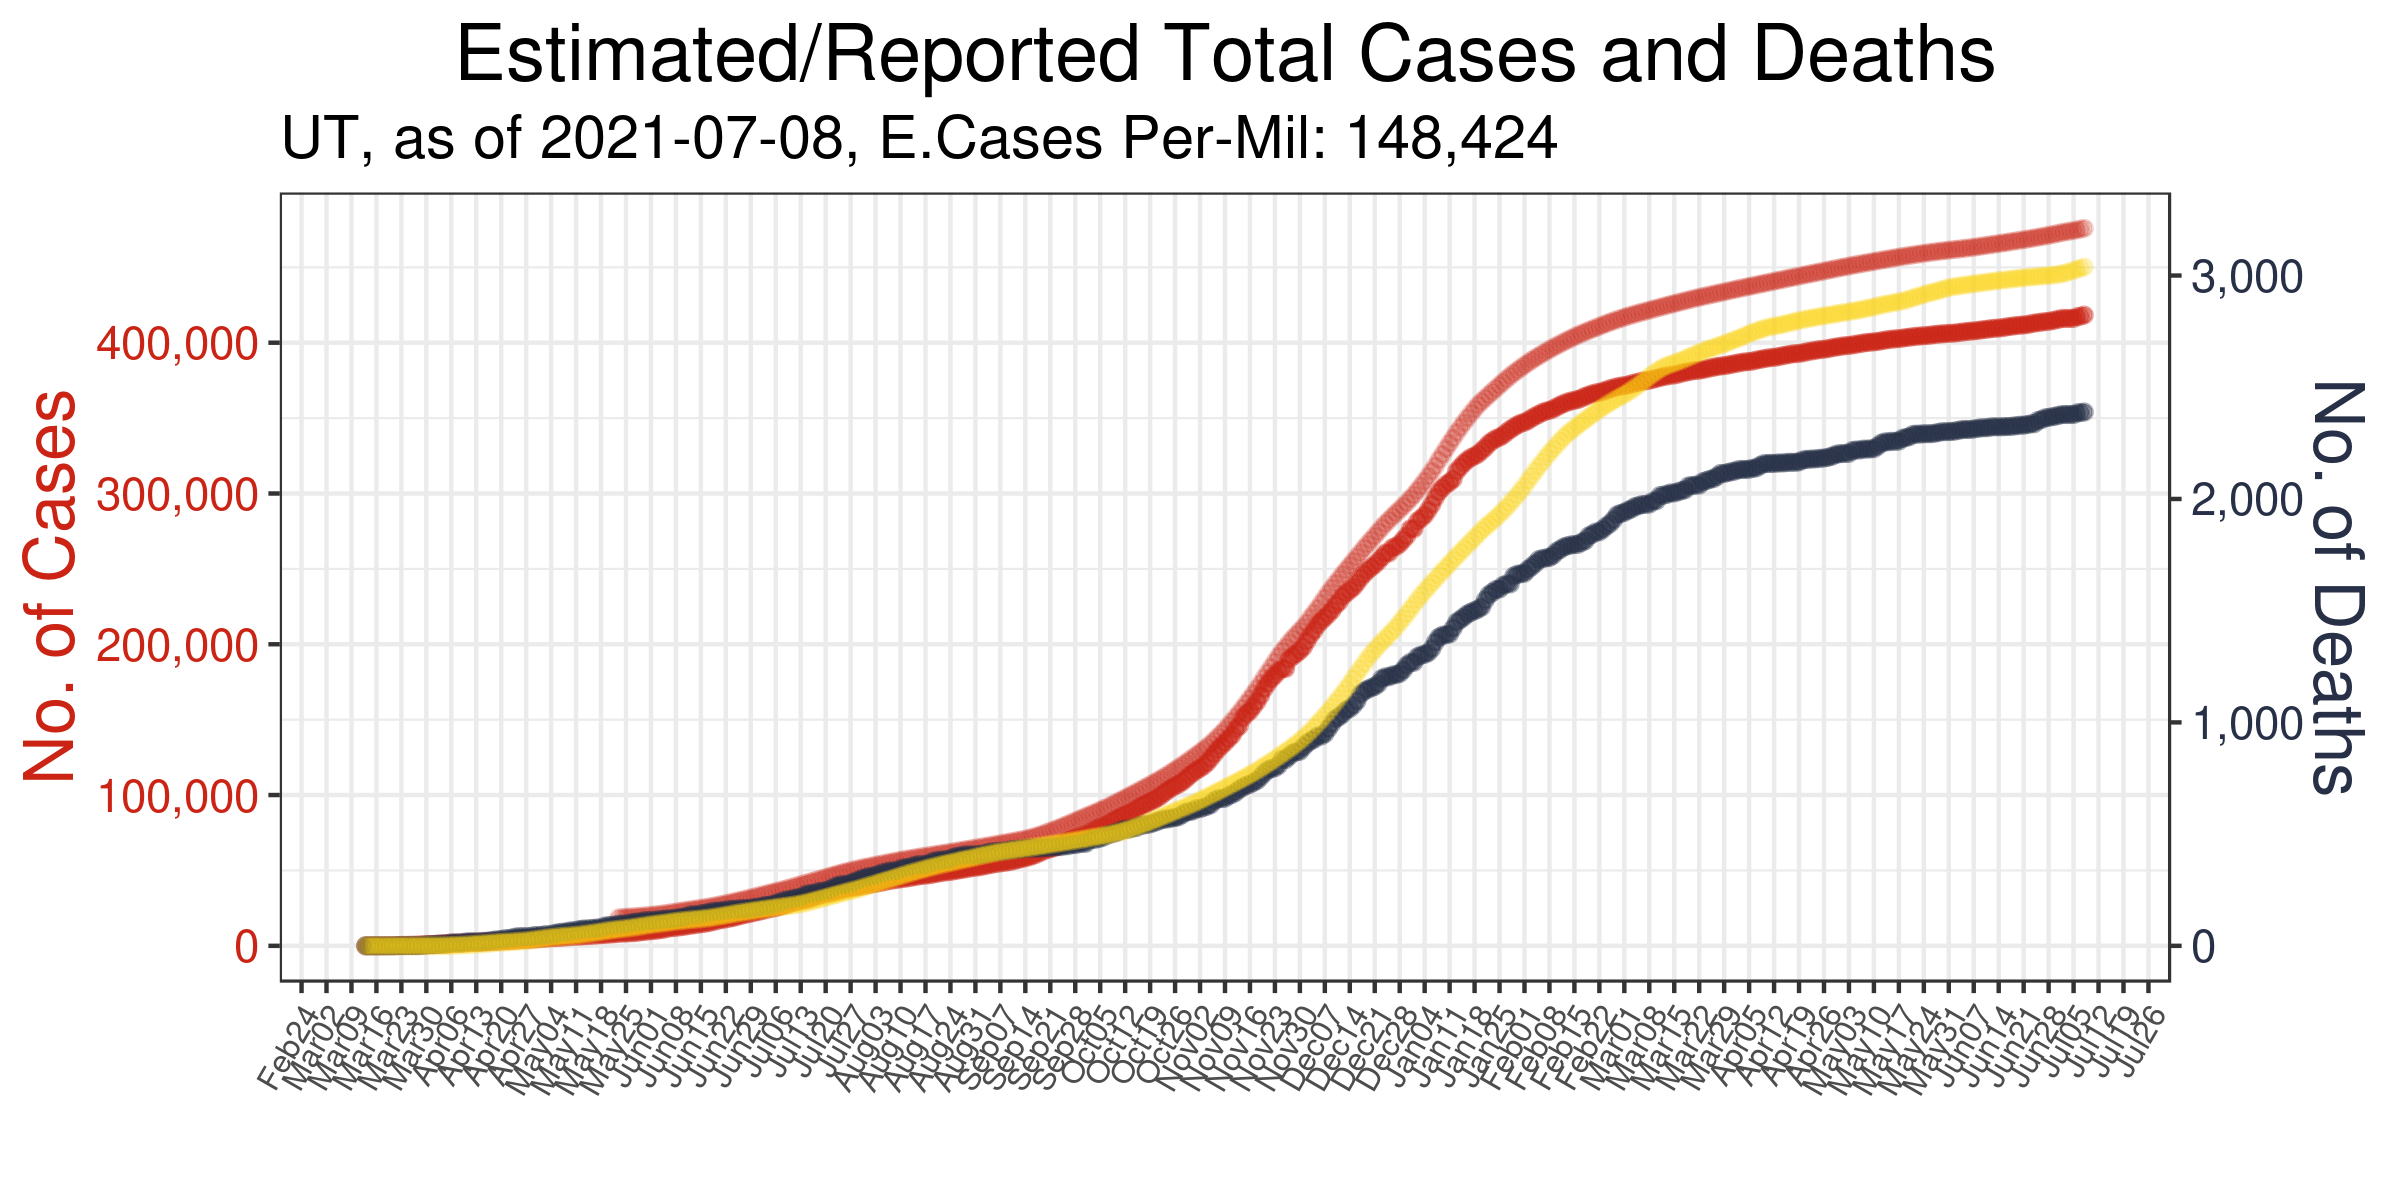 Estimated/Reported Total Cases and Deaths
UT, as of 2021-07-08, E.Cases Per-Mil: 148,424
No. of Cases
400,000
300,000
200,000
100,000
0
3,000
2,000
1,000
0
No. of Deaths
Feb24
Mar02
Mar09
Mar16
Mar23
Mar30
Apr06
Apr13
Apr20
Apr27
May04
May11
May18
May25
Jun01
Jun08
Jun15
Jun22
Jun29
Jul06
Jul13
Jul20
Jul27
Aug03
Aug10
Aug17
Aug24
Aug31
Sep07
Sep14
Sep21
Sep28
Oct05
Oct12
Oct19
Oct26
Nov02
Nov09
Nov16
Nov23
Nov30
Dec07
Dec14
Dec21
Dec28
Jan04
Jan11
Jan18
Jan25
Feb01
Feb08
Feb15
Feb22
Mar01
Mar08
Mar15
Mar22
Mar29
Apr05
Apr12
Apr19
Apr26
May03
May10
May17
May24
May31
Jun07
Jun14
Jun21
Jun28
Jul05
Jul12
Jul19
Jul26